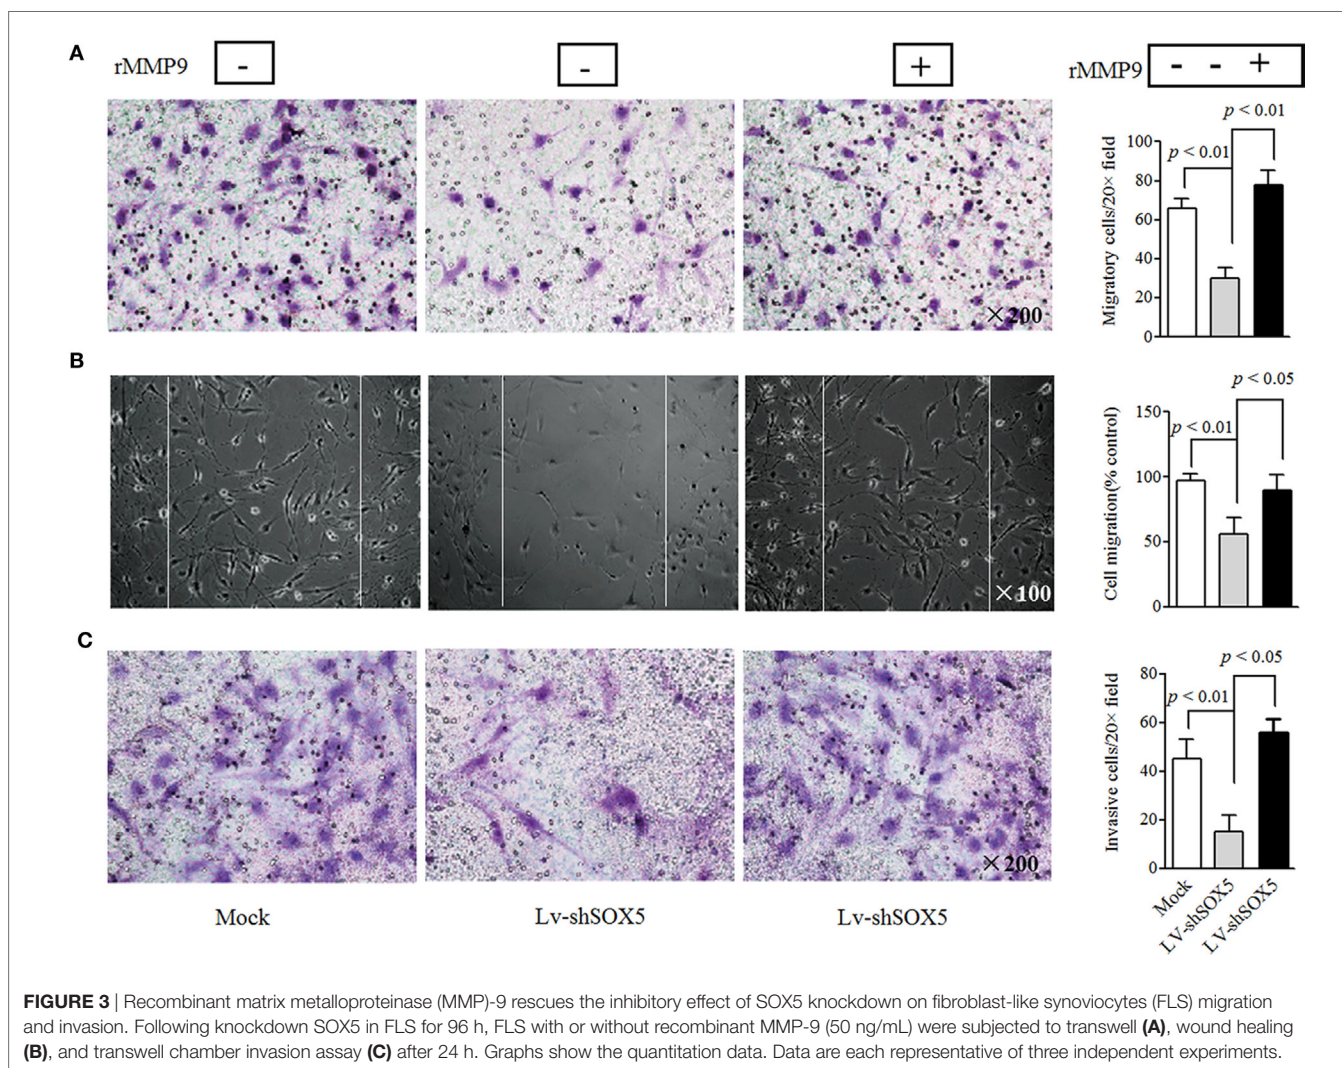 A
rMMP9 - - +
rMMP9 - - +
× 200
Migratory cells/20× field
100
80
60
40
20
0
p < 0.01
p < 0.01
B
× 100
Cell migration(% control)
150
100
50
0
p < 0.01
p < 0.05
C
× 200
Invasive cells/20× field
80
60
40
20
0
p < 0.01
p < 0.05
Mock
LV-shSOX5
LV-shSOX5
Mock Lv-shSOX5 Lv-shSOX5
FIGURE 3 | Recombinant matrix metalloproteinase (MMP)-9 rescues the inhibitory effect of SOX5 knockdown on fibroblast-like synoviocytes (FLS) migration
and invasion. Following knockdown SOX5 in FLS for 96 h, FLS with or without recombinant MMP-9 (50 ng/mL) were subjected to transwell (A), wound healing
(B), and transwell chamber invasion assay (C) after 24 h. Graphs show the quantitation data. Data are each representative of three independent experiments.